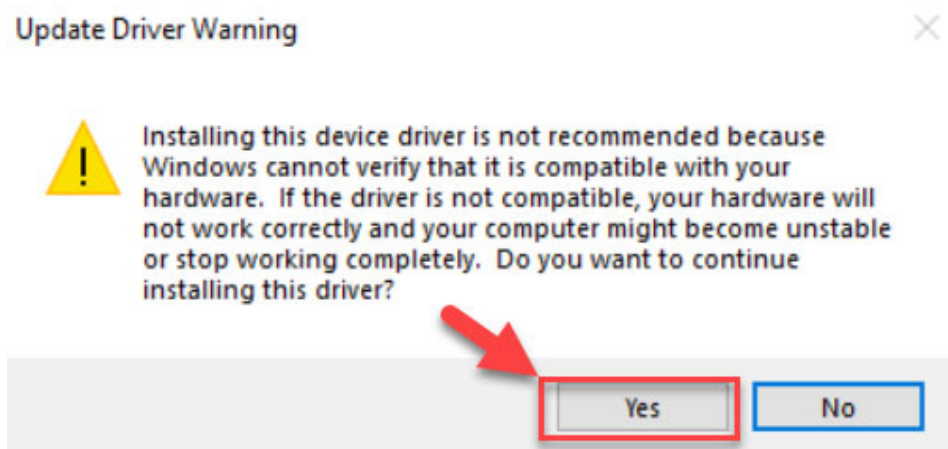 Update Driver Warning
Installing this device driver is not recommended because
Windows cannot verify that it is compatible with your
hardware.  If the driver is not compatible, your hardware will
not work correctly and your computer might become unstable
or stop working completely.  Do you want to continue
installing this driver?
Yes
No